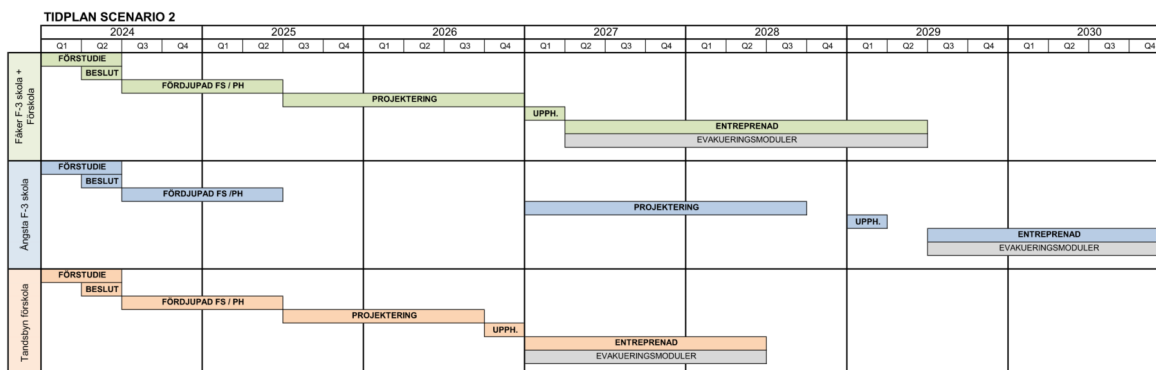 TIDPLAN SCENARIO 2
2024 2025 2026 2027 2028 2029 2030
Q1 Q2 Q3 Q4 Q1 Q2 Q3 Q4 Q1 Q2 Q3 Q4 Q1 Q2 Q3 Q4 Q1 Q2 Q3 Q4 Q1 Q2 Q3 Q4 Q1 Q2 Q3 Q4
Fåker F-3 skola +
Förskola
FÖRSTUDIE
BESLUT
FÖRDJUPAD FS / PH
PROJEKTERING
UPPH.
ENTREPRENAD
EVAKUERINGSMODULER
Ängsta F-3 skola
FÖRSTUDIE
BESLUT
FÖRDJUPAD FS /PH
PROJEKTERING
UPPH.
ENTREPRENAD
EVAKUERINGSMODULER
Tandsbyn förskola
FÖRSTUDIE
BESLUT
FÖRDJUPAD FS / PH
PROJEKTERING
UPPH.
ENTREPRENAD
EVAKUERINGSMODULER